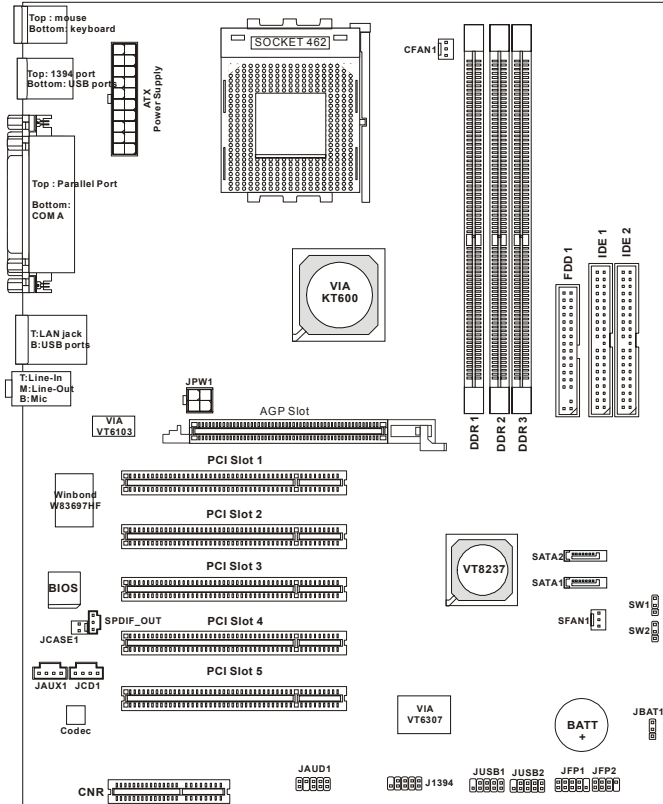 Top : mouse
Bottom: keyboard
Top: 1394 port
Bottom: USB ports
ATX
Power Supply
SOCKET 462
CFAN1
Top : Parallel Port
Bottom:
COM A
VIA
KT600
FDD 1
IDE 1
IDE 2
T:LAN jack
B:USB ports
T:Line-In
M:Line-Out
B:Mic
JPW1
VIA
VT6103
AGP Slot
DDR 1
DDR 2
DDR 3
PCI Slot 1
Winbond
W83697HF
PCI Slot 2
VT8237
SATA2
SATA1
PCI Slot 3
BIOS
SW1
SFAN1
SW2
SPDIF_OUT
JCASE1
PCI Slot 4
PCI Slot 5
JAUX1
JCD1
Codec
VIA
VT6307
BATT
+
JBAT1
CNR
JAUD1
J1394
JUSB1
JUSB2
JFP1
JFP2